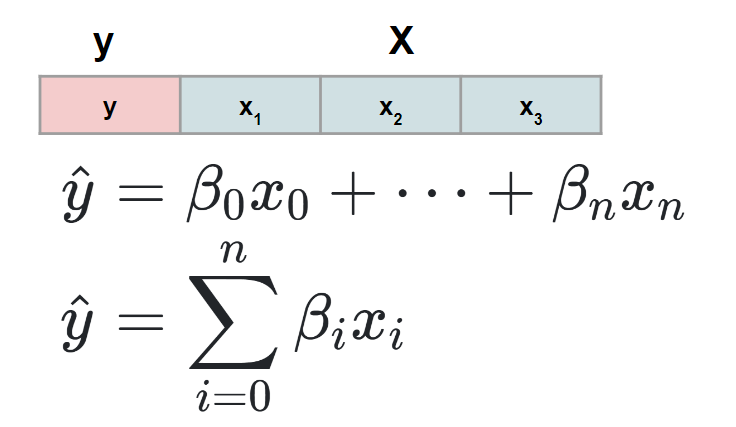 y X
y x₁ x₂ x₃
ŷ = β₀x₀ + ⋯ + βₙxₙ
n
ŷ = ∑ βᵢxᵢ
i=0